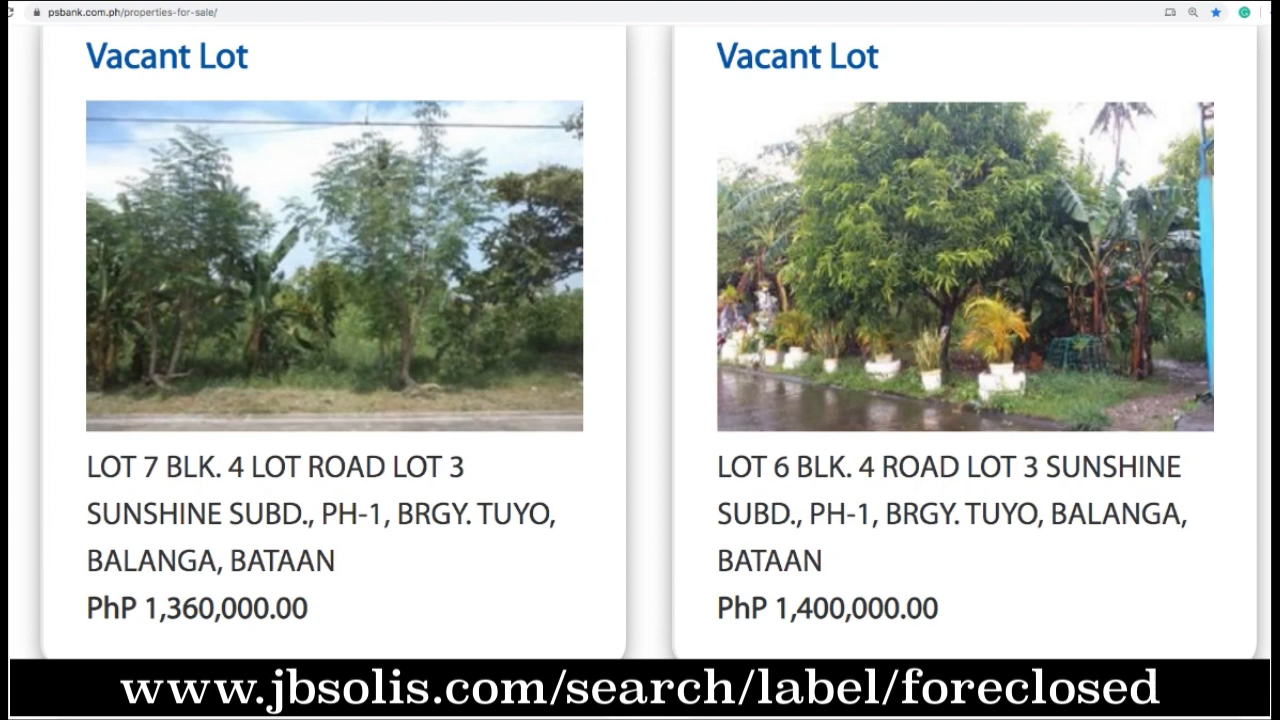 psbank.com.ph/properties-for-sale/
Vacant Lot
LOT 7 BLK. 4 LOT ROAD LOT 3
SUNSHINE SUBD., PH-1, BRGY. TUYO,
BALANGA, BATAAN
PhP 1,360,000.00
Vacant Lot
LOT 6 BLK. 4 ROAD LOT 3 SUNSHINE
SUBD., PH-1, BRGY. TUYO, BALANGA,
BATAAN
PhP 1,400,000.00
www.jbsolis.com/search/label/foreclosed